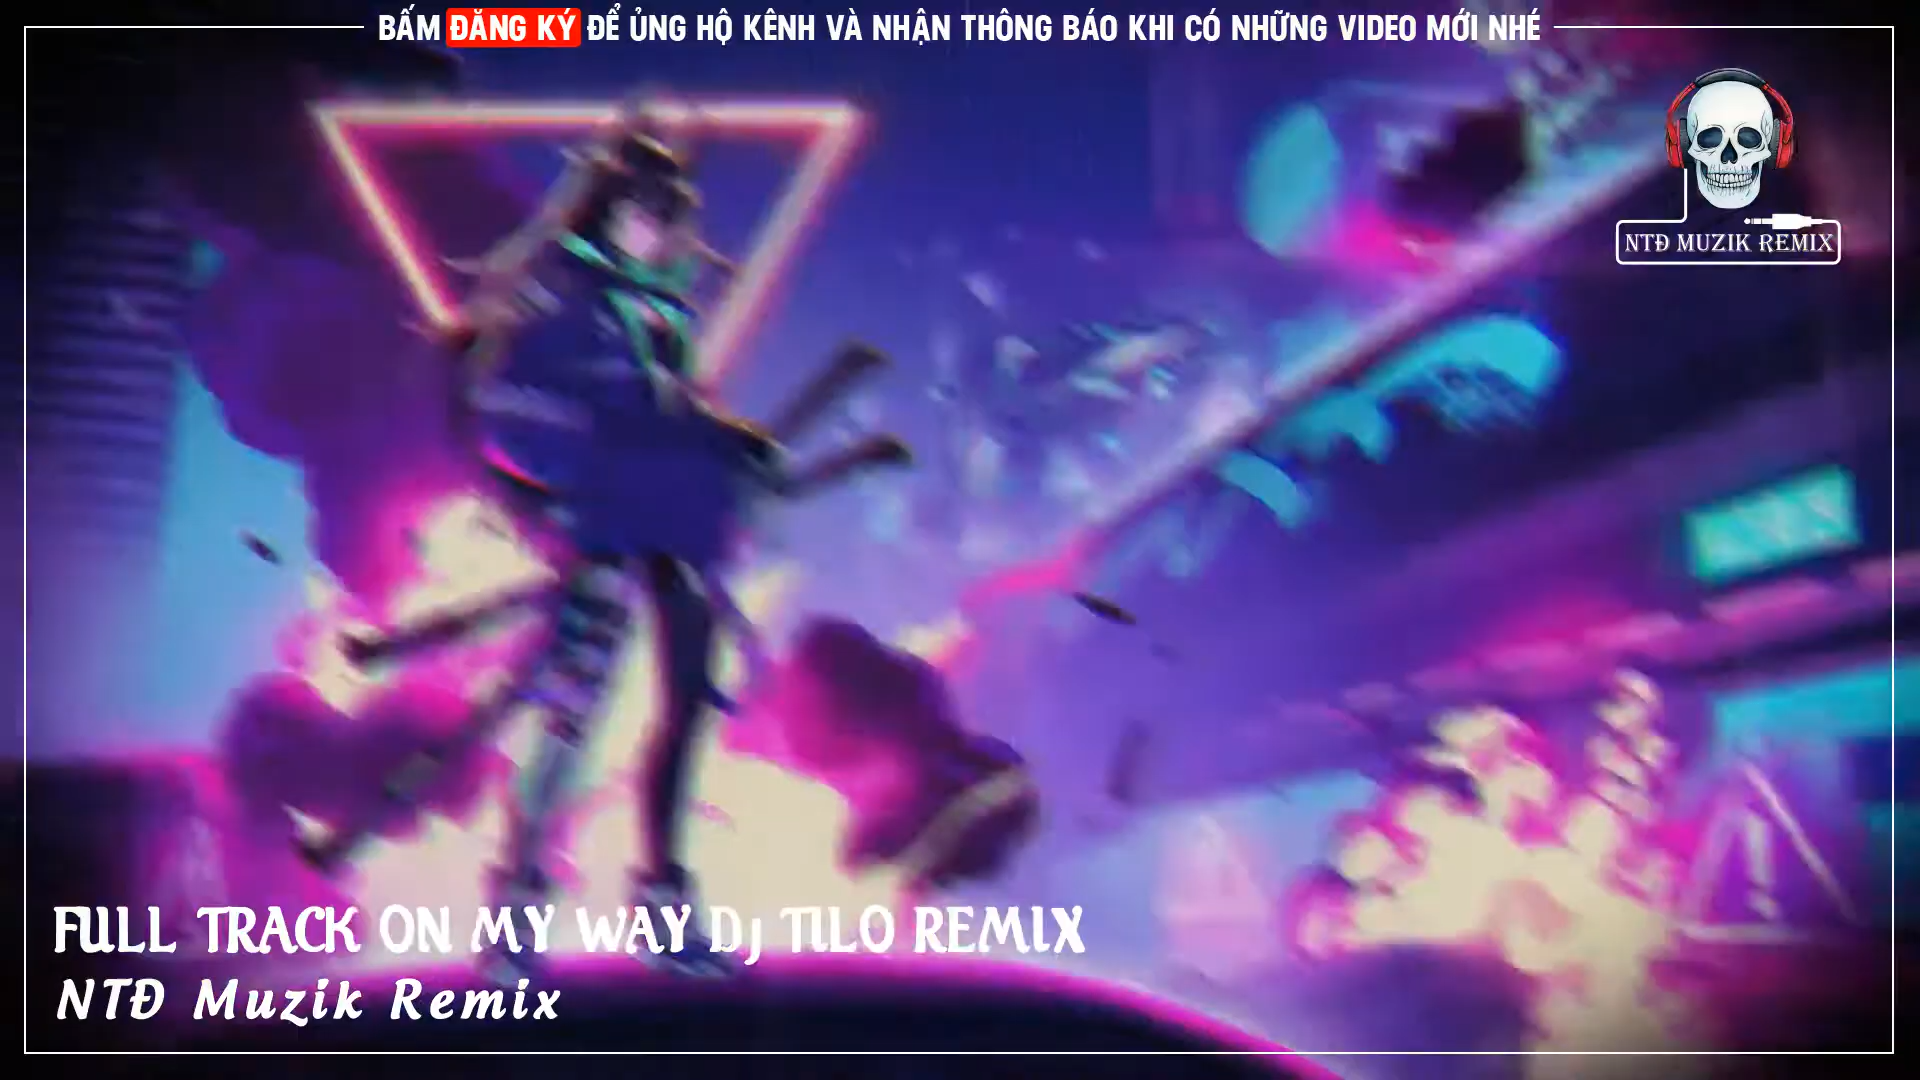 BẤM ĐĂNG KÝ ĐỂ ỦNG HỘ KÊNH VÀ NHẬN THÔNG BÁO KHI CÓ NHỮNG VIDEO MỚI NHÉ
NTĐ MUZIK REMIX
FULL TRACK ON MY WAY Dj TILO REMIX
NTĐ Muzik Remix